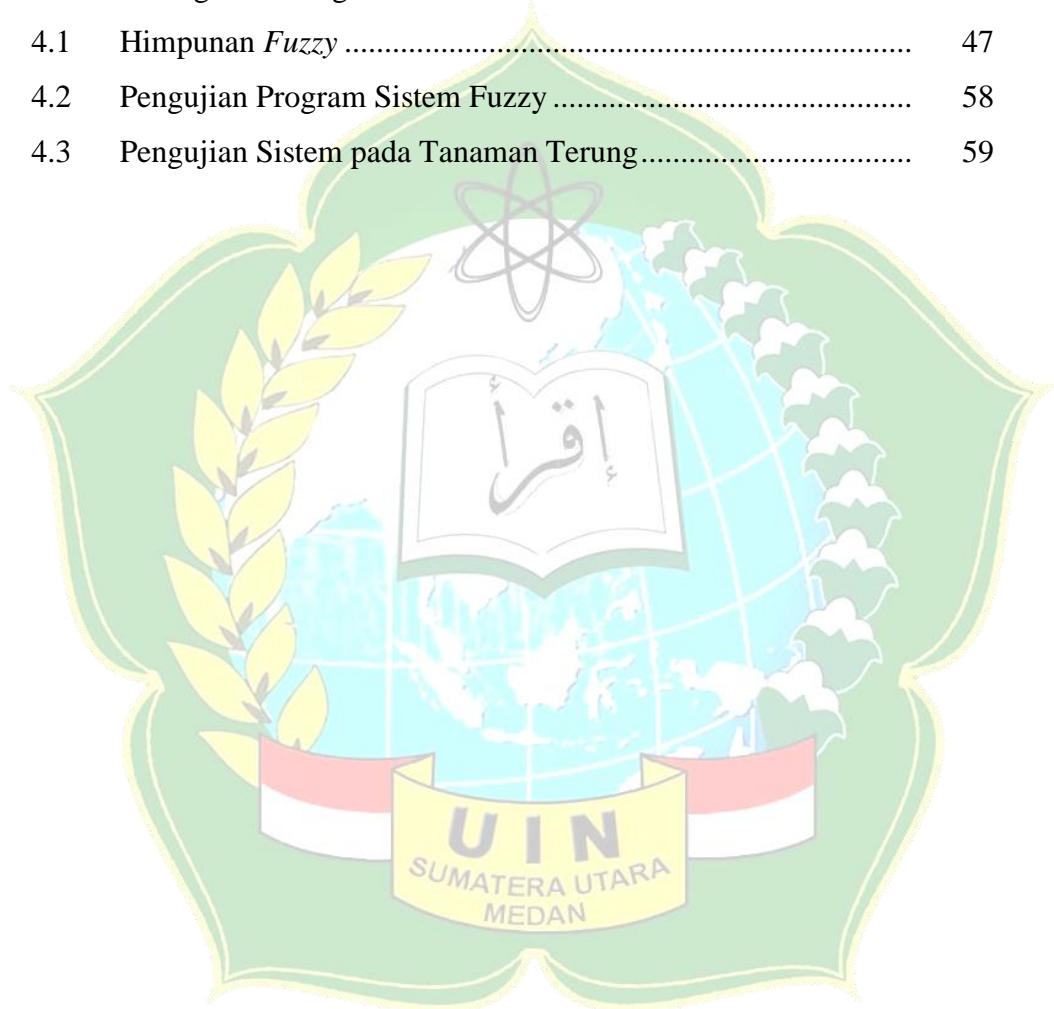 4.1 Himpunan Fuzzy ....................................................................... 47
4.2 Pengujian Program Sistem Fuzzy ............................................. 58
4.3 Pengujian Sistem pada Tanaman Terung.................................. 59
إقرأ
UIN
SUMATERA UTARA
MEDAN